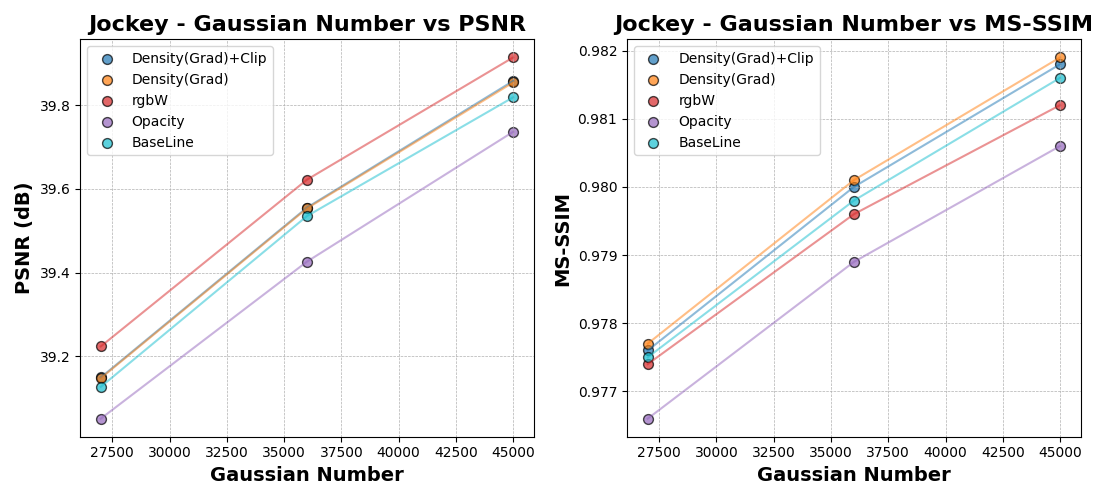 Jockey - Gaussian Number vs PSNR
Density(Grad)+Clip
Density(Grad)
rgbW
Opacity
BaseLine
PSNR (dB)
39.8
39.6
39.4
39.2
27500 30000 32500 35000 37500 40000 42500 45000
Gaussian Number
Jockey - Gaussian Number vs MS-SSIM
Density(Grad)+Clip
Density(Grad)
rgbW
Opacity
BaseLine
MS-SSIM
0.982
0.981
0.980
0.979
0.978
0.977
27500 30000 32500 35000 37500 40000 42500 45000
Gaussian Number